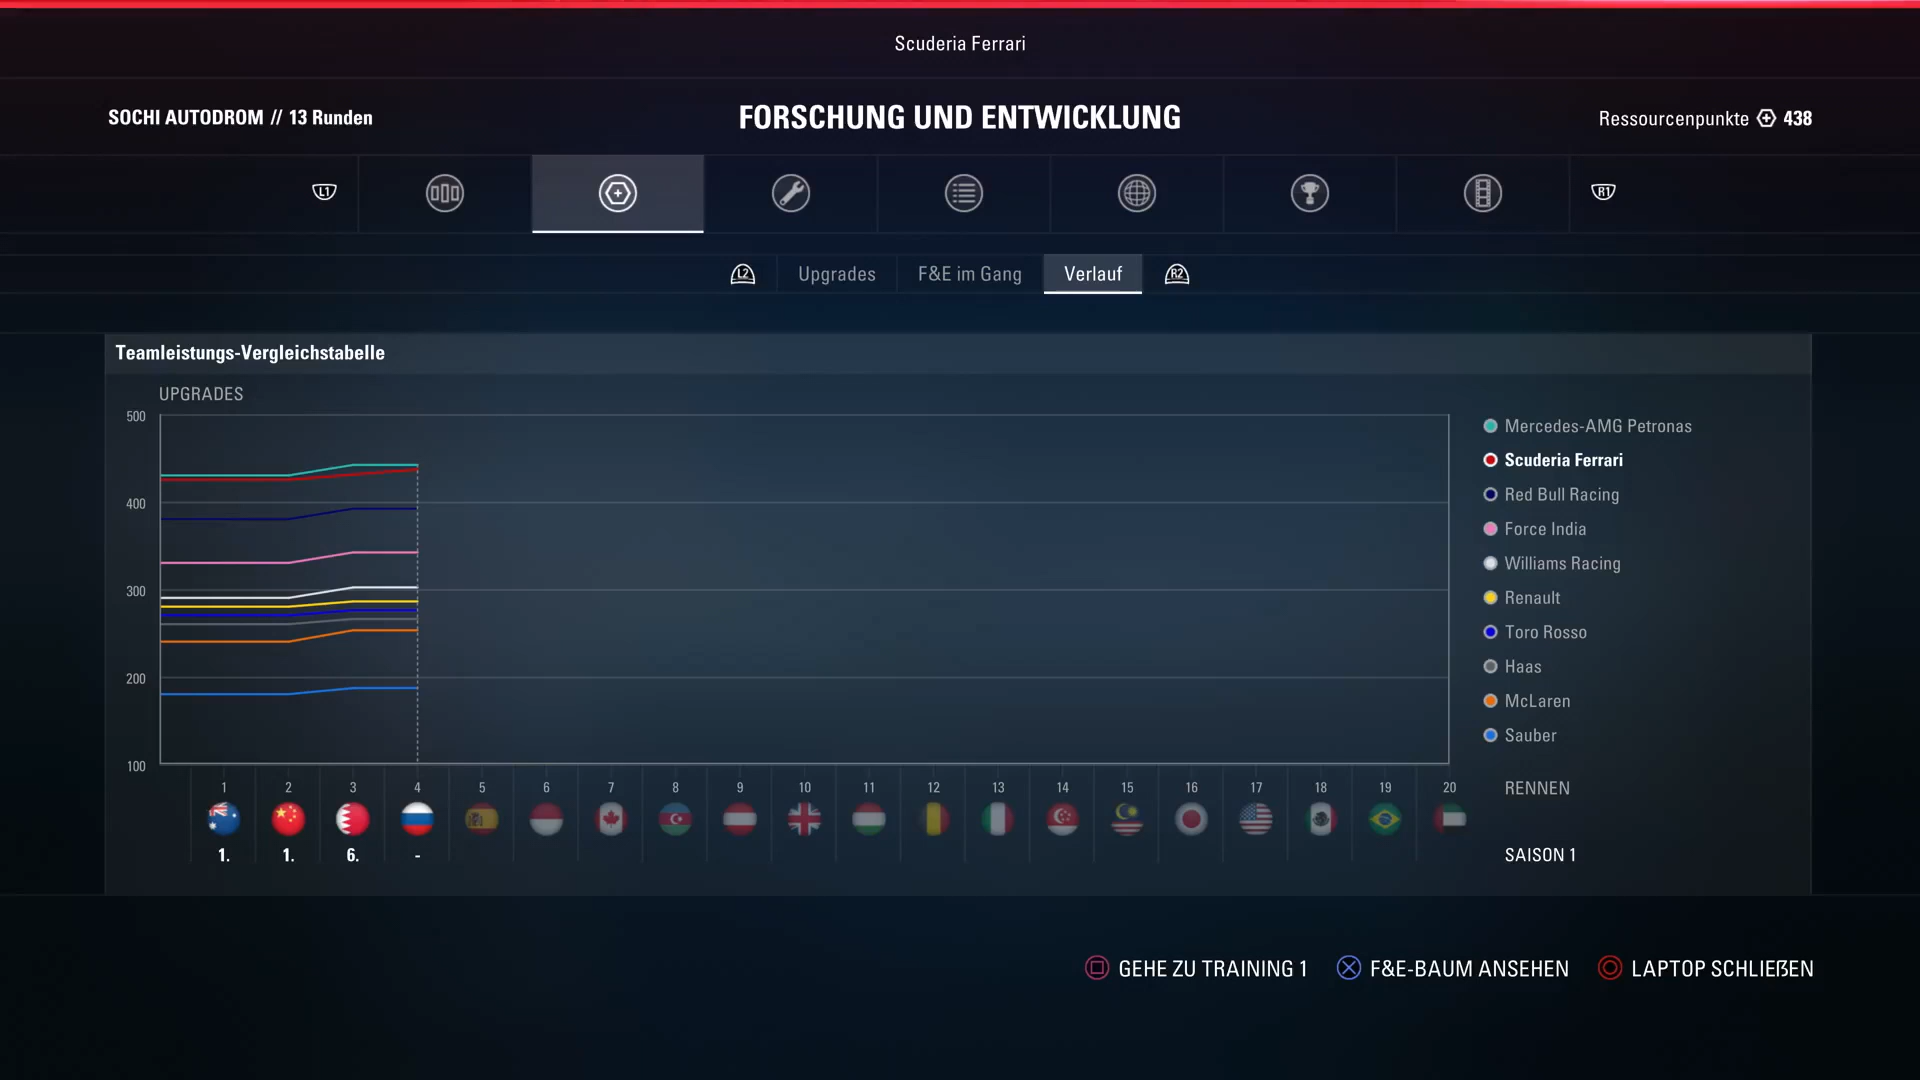 Scuderia Ferrari
SOCHI AUTODROM // 13 Runden
FORSCHUNG UND ENTWICKLUNG
Ressourcenpunkte 438
L1
R1
L2 Upgrades F&E im Gang Verlauf R2
Teamleistungs-Vergleichstabelle
UPGRADES
500
400
300
200
100
Mercedes-AMG Petronas
Scuderia Ferrari
Red Bull Racing
Force India
Williams Racing
Renault
Toro Rosso
Haas
McLaren
Sauber
1 2 3 4 5 6 7 8 9 10 11 12 13 14 15 16 17 18 19 20 RENNEN
1. 1. 6. - SAISON 1
GEHE ZU TRAINING 1 F&E-BAUM ANSEHEN LAPTOP SCHLIEẞEN